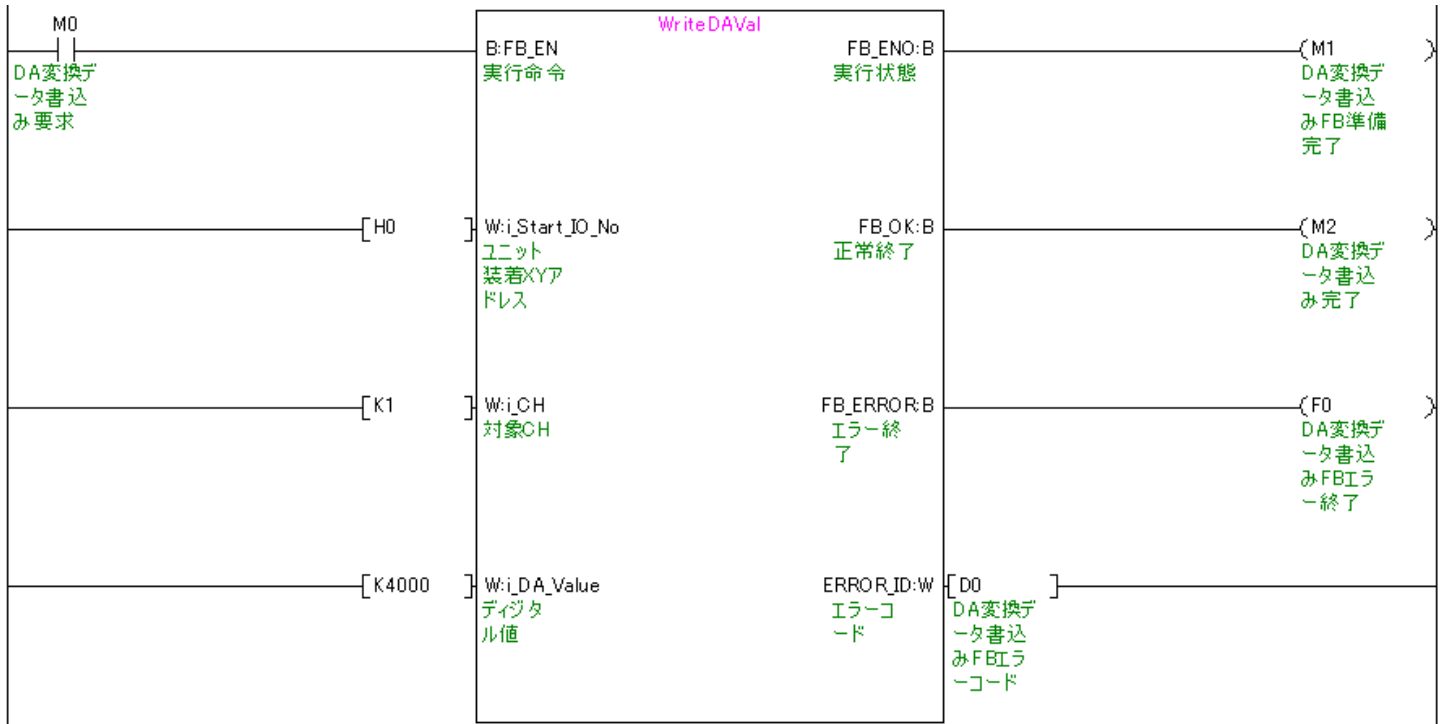 M0
DA変換デ
ータ書込
み要求
WriteDAVal
B:FB_EN
実行命令
FB_ENO:B
実行状態
M1
DA変換デ
ータ書込
みFB準備
完了
H0
W:i_Start_IO_No
ユニット
装着XYア
ドレス
FB_OK:B
正常終了
M2
DA変換デ
ータ書込
み完了
K1
W:i_CH
対象CH
FB_ERROR:B
エラー終
了
F0
DA変換デ
ータ書込
みFBエラ
ー終了
K4000
W:i_DA_Value
ディジタ
ル値
ERROR_ID:W
エラーコ
ード
D0
DA変換デ
ータ書込
みFBエラ
ーコード